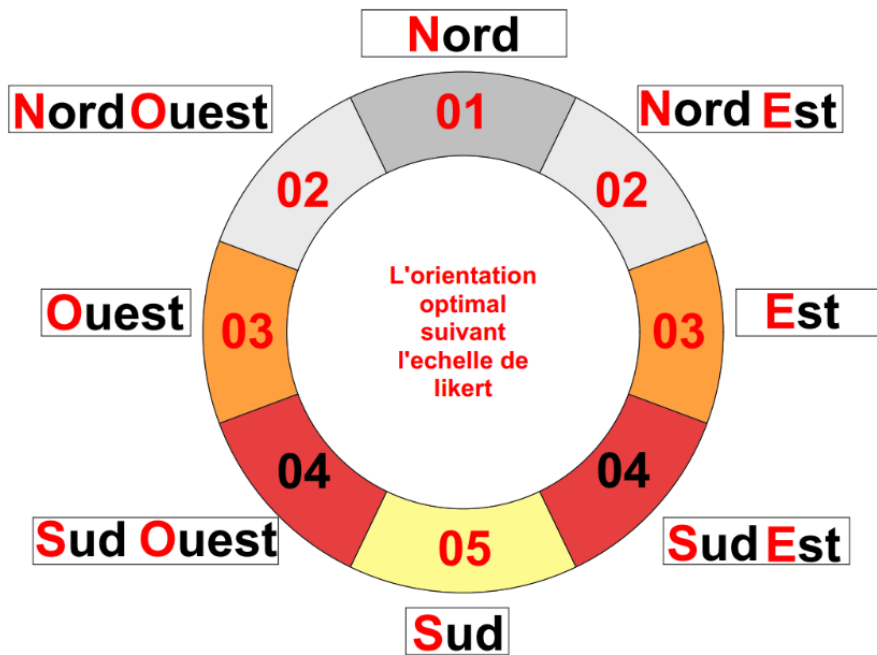 Nord
Nord Ouest
01
Nord Est
02
02
Ouest
03
L'orientation
optimal
suivant
l'echelle de
likert
03
Est
04
04
Sud Ouest
05
Sud Est
Sud